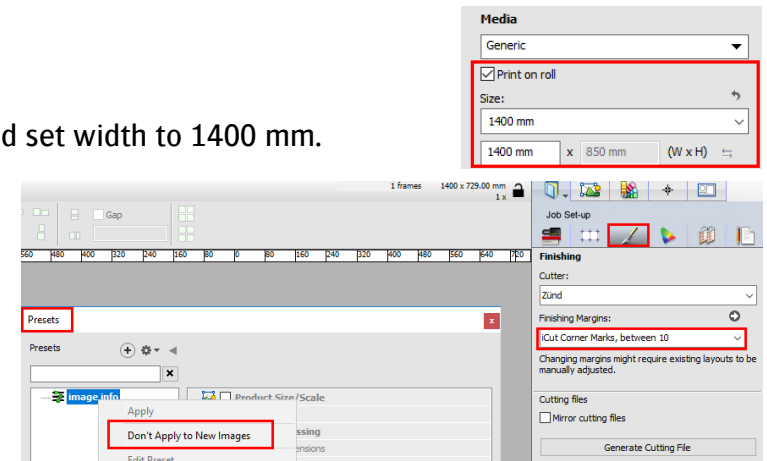 Media
Generic
Print on roll
Size:
1400 mm
1400 mm x 850 mm (W x H)
d set width to 1400 mm.
1 frames 1400 x 729.00 mm
1 x
Gap
560 480 400 320 240 160 80 0 80 160 240 320 400 480 560 640 720
Job Set-up
Finishing
Cutter:
Zünd
Finishing Margins:
iCut Corner Marks, between 10
Changing margins might require existing layouts to be
manually adjusted.
Cutting files
Mirror cutting files
Generate Cutting File
Presets
Presets
image info
Product Size/Scale
Apply
ssing
Don't Apply to New Images
ensions
Edit Preset